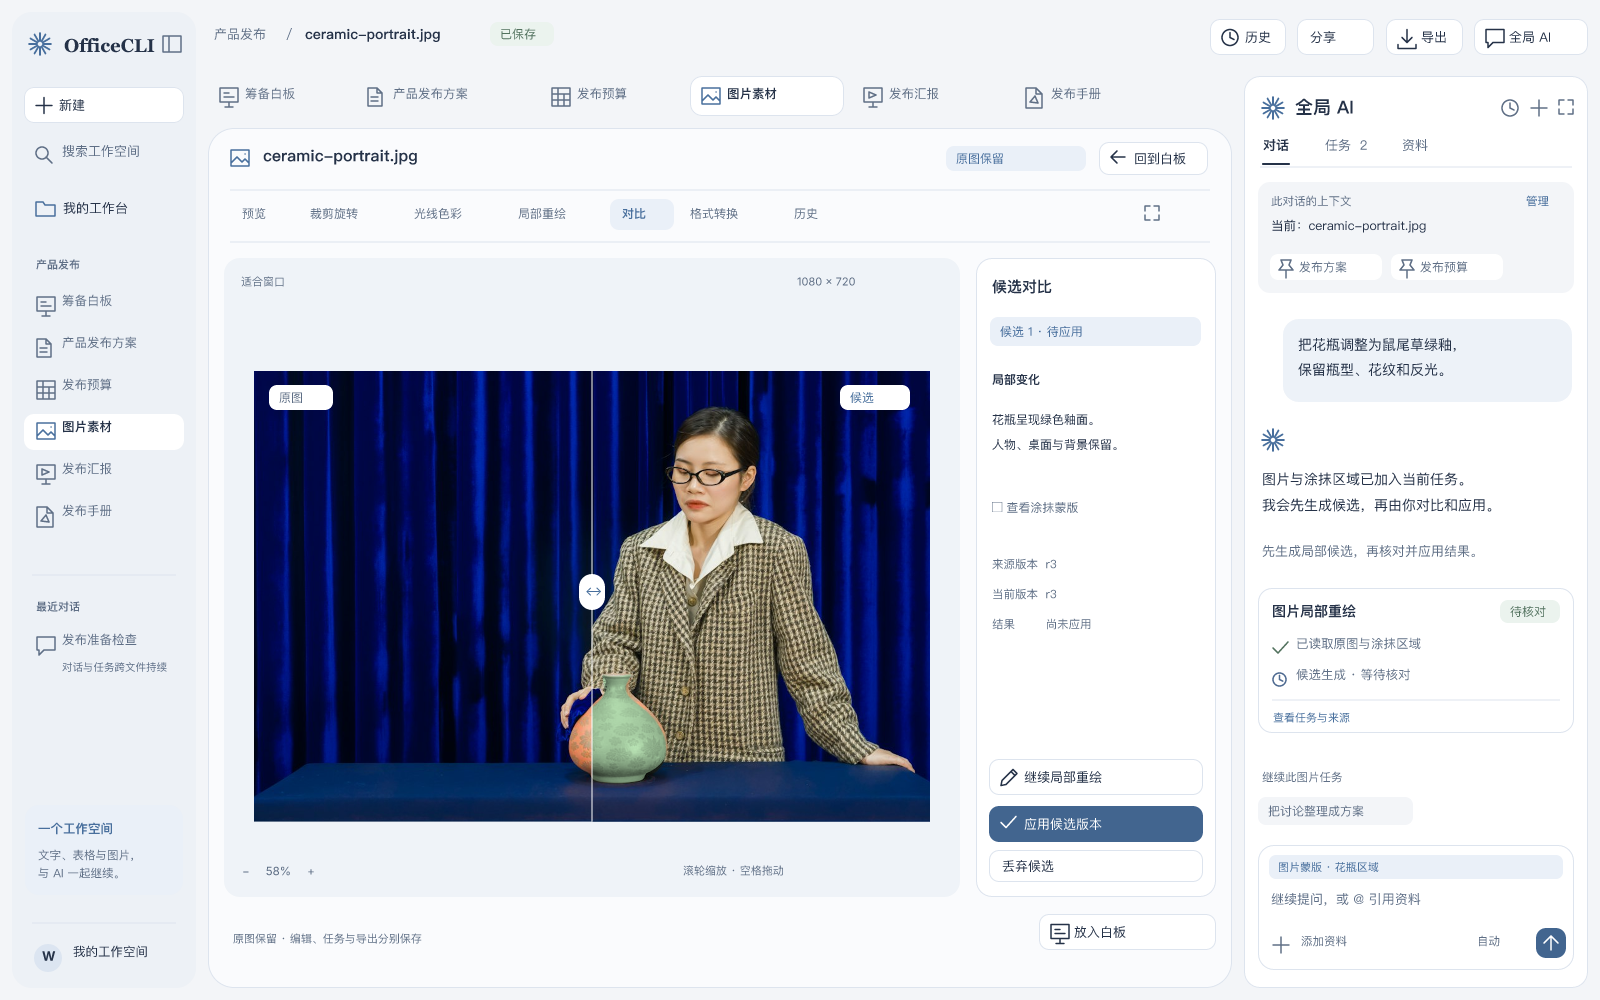 OfficeCLI
新建
搜索工作空间
我的工作台
产品发布
筹备白板
产品发布方案
发布预算
图片素材
发布汇报
发布手册
最近对话
发布准备检查
对话与任务跨文件持续
一个工作空间
文字、表格与图片，
与 AI 一起继续。
W 我的工作空间
产品发布 / ceramic-portrait.jpg 已保存
历史 分享 导出 全局 AI
筹备白板 产品发布方案 发布预算 图片素材 发布汇报 发布手册
ceramic-portrait.jpg 原图保留 回到白板
预览 裁剪旋转 光线色彩 局部重绘 对比 格式转换 历史
适合窗口 1080 × 720
原图 候选
− 58% + 滚轮缩放 · 空格拖动
候选对比
候选 1 · 待应用
局部变化
花瓶呈现绿色釉面。
人物、桌面与背景保留。
☐ 查看涂抹蒙版
来源版本 r3
当前版本 r3
结果 尚未应用
继续局部重绘
应用候选版本
丢弃候选
原图保留 · 编辑、任务与导出分别保存
放入白板
全局 AI
对话 任务 2 资料
此对话的上下文 管理
当前：ceramic-portrait.jpg
发布方案 发布预算
把花瓶调整为鼠尾草绿釉，
保留瓶型、花纹和反光。
图片与涂抹区域已加入当前任务。
我会先生成候选，再由你对比和应用。
先生成局部候选，再核对并应用结果。
图片局部重绘 待核对
已读取原图与涂抹区域
候选生成 · 等待核对
查看任务与来源
继续此图片任务
把讨论整理成方案
图片蒙版 · 花瓶区域
继续提问，或 @ 引用资料
添加资料 自动